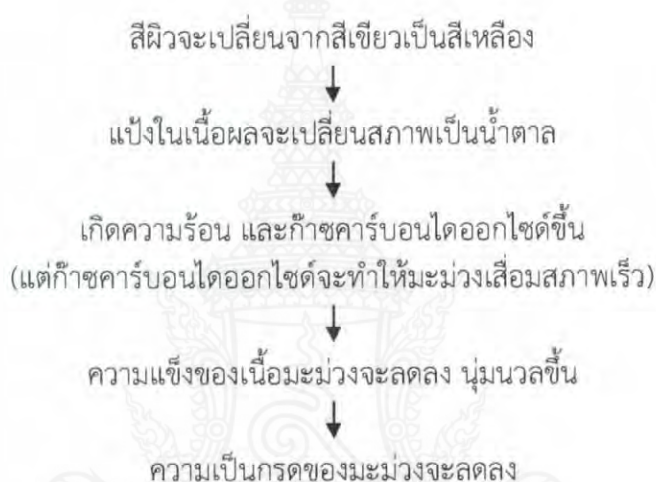 สีผิวจะเปลี่ยนจากสีเขียวเป็นสีเหลือง
แป้งในเนื้อผลจะเปลี่ยนสภาพเป็นน้ำตาล
เกิดความร้อน และก๊าซคาร์บอนไดออกไซด์ขึ้น
(แต่ก๊าซคาร์บอนไดออกไซด์จะทำให้มะม่วงเสื่อมสภาพเร็ว)
ความแข็งของเนื้อมะม่วงจะลดลง นุ่มนวลขึ้น
ความเป็นกรดของมะม่วงจะลดลง